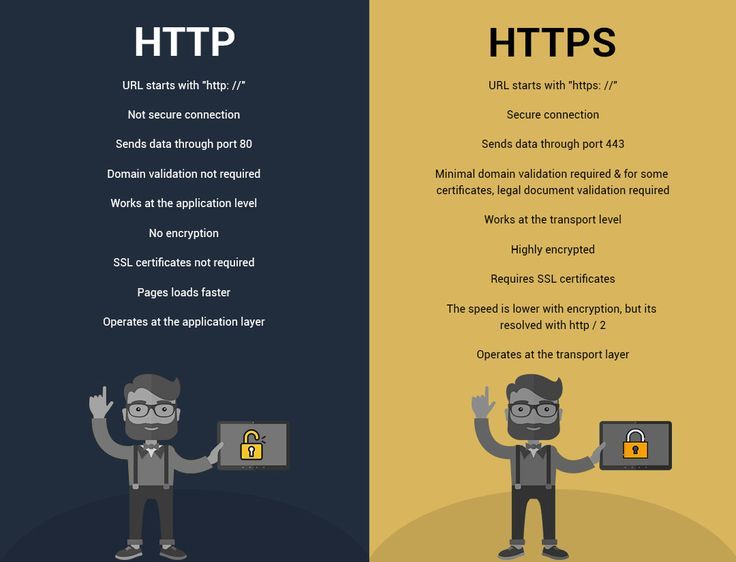 HTTP
URL starts with "http: //"
Not secure connection
Sends data through port 80
Domain validation not required
Works at the application level
No encryption
SSL certificates not required
Pages loads faster
Operates at the application layer
HTTPS
URL starts with "https: //"
Secure connection
Sends data through port 443
Minimal domain validation required & for some
certificates, legal document validation required
Works at the transport level
Highly encrypted
Requires SSL certificates
The speed is lower with encryption, but its
resolved with http / 2
Operates at the transport layer